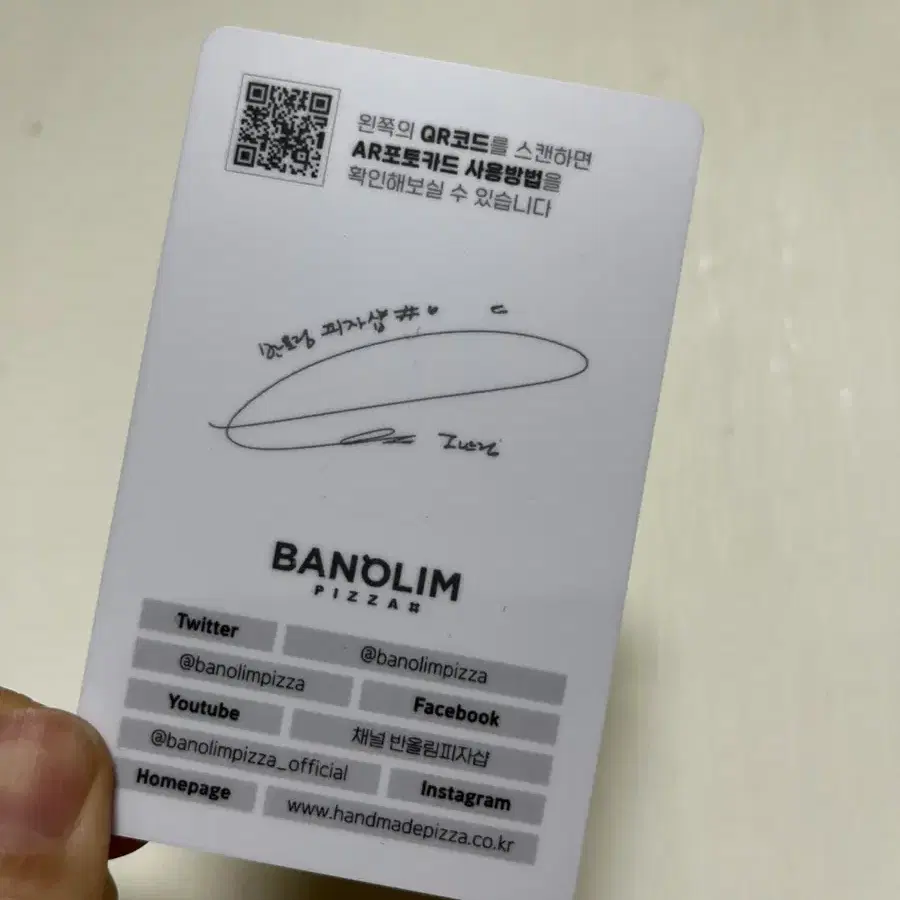 왼쪽의 QR코드를 스캔하면
AR포토카드 사용방법을
확인해보실 수 있습니다
반올림 피자샵 #
BANOLIM
PIZZA#
Twitter @banolimpizza
@banolimpizza Facebook
Youtube 채널 반올림피자샵
@banolimpizza_official Instagram
Homepage www.handmadepizza.co.kr